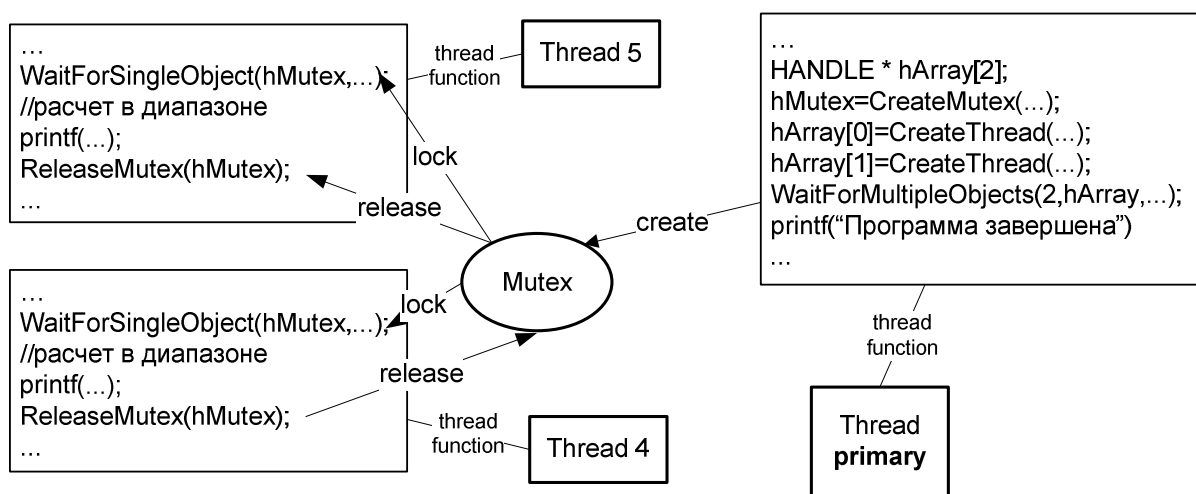 ...
WaitForSingleObject(hMutex,...);
//расчет в диапазоне
printf(...);
ReleaseMutex(hMutex);
...
thread
function
Thread 5
lock
release
...
HANDLE * hArray[2];
hMutex=CreateMutex(...);
hArray[0]=CreateThread(...);
hArray[1]=CreateThread(...);
WaitForMultipleObjects(2,hArray,...);
printf(“Программа завершена”)
...
create
Mutex
...
WaitForSingleObject(hMutex,...);
//расчет в диапазоне
printf(...);
ReleaseMutex(hMutex);
...
lock
release
thread
function
Thread 4
thread
function
Thread
primary